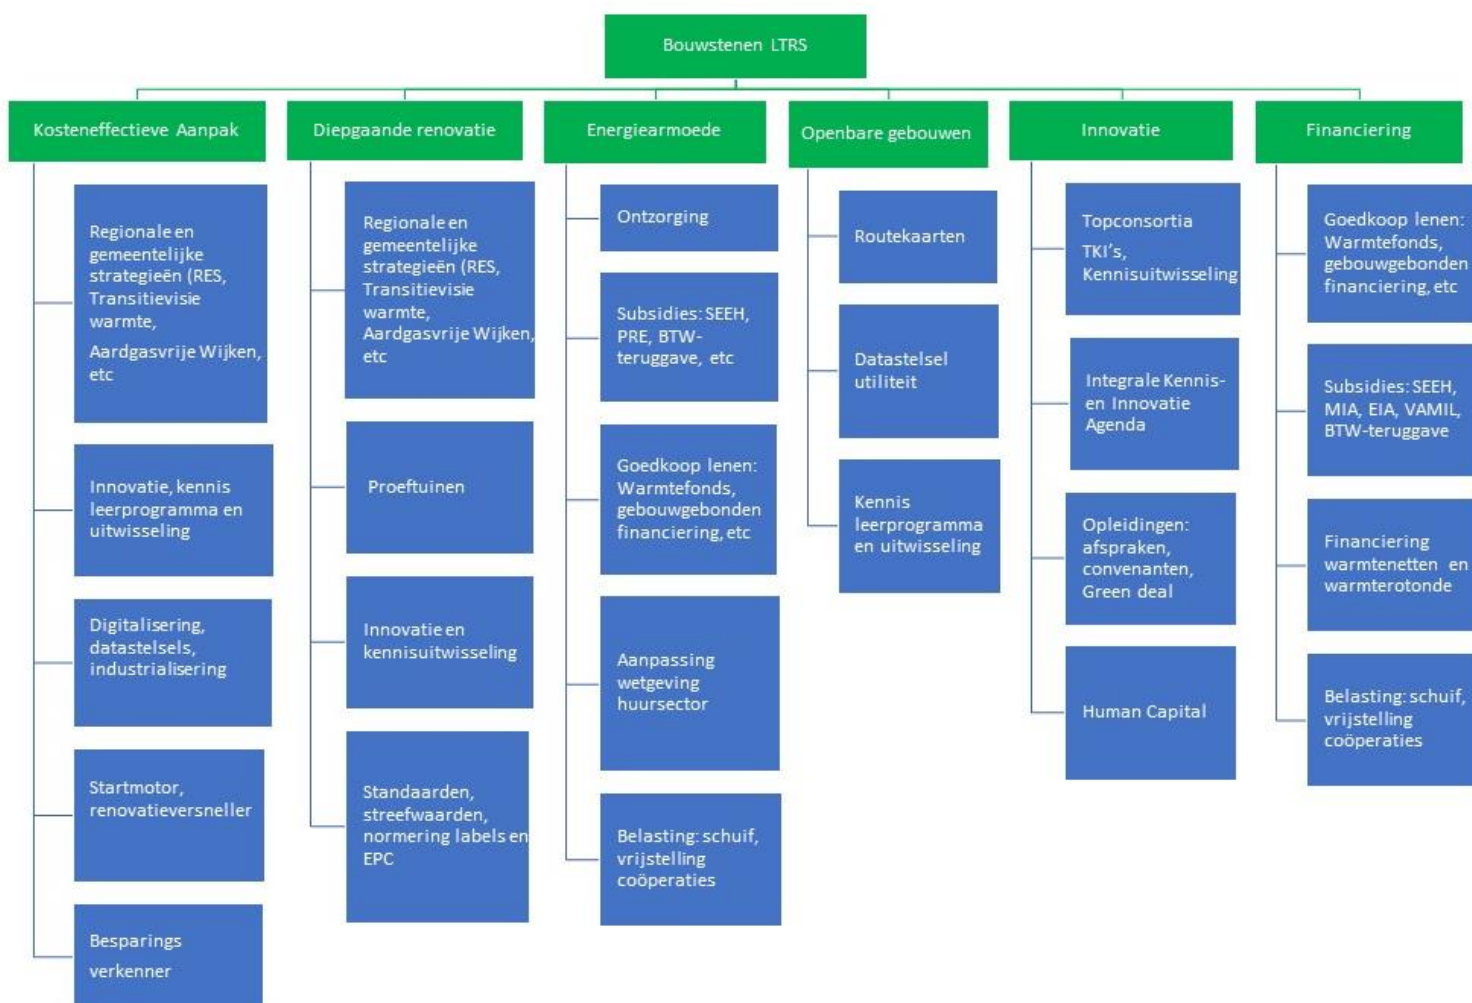 Bouwstenen LTRS
Kosteneffectieve Aanpak
Regionale en
gemeentelijke
strategieën (RES,
Transitievisie
warmte,
Aardgasvrije Wijken,
etc
Innovatie, kennis
leerprogramma en
uitwisseling
Digitalisering,
datastelsels,
industrialisering
Startmotor,
renovatieversneller
Besparings
verkenner
Diepgaande renovatie
Regionale en
gemeentelijke
strategieën (RES,
Transitievisie
warmte,
Aardgasvrije Wijken,
etc
Proeftuinen
Innovatie en
kennisuitwisseling
Standaarden,
streefwaarden,
normering labels en
EPC
Energiearmoede
Ontzorging
Subsidies: SEEH,
PRE, BTW-
teruggave, etc
Goedkoop lenen:
Warmtefonds,
gebouwgebonden
financiering, etc
Aanpassing
wetgeving
huursector
Belasting: schuif,
vrijstelling
coöperaties
Openbare gebouwen
Routekaarten
Datastelsel
utiliteit
Kennis
leerprogramma
en uitwisseling
Innovatie
Topconsortia
TKI's,
Kennisuitwisseling
Integrale Kennis-
en Innovatie
Agenda
Opleidingen:
afspraken,
convenanten,
Green deal
Human Capital
Financiering
Goedkoop lenen:
Warmtefonds,
gebouwgebonden
financiering, etc
Subsidies: SEEH,
MIA, EIA, VAMIL,
BTW-teruggave
Financiering
warmtenetten en
warmterotonde
Belasting: schuif,
vrijstelling
coöperaties